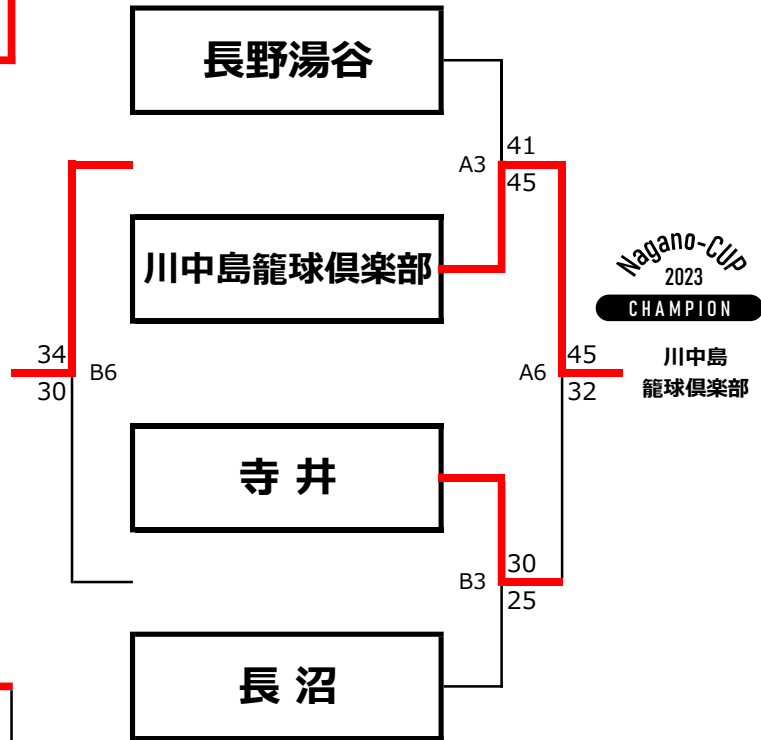 長野湯谷
41
A3
45
川中島籠球倶楽部
Nagano-CUP
2023
CHAMPION
34
B6
30
45
A6
32
川中島
籠球倶楽部
寺 井
30
B3
25
長 沼